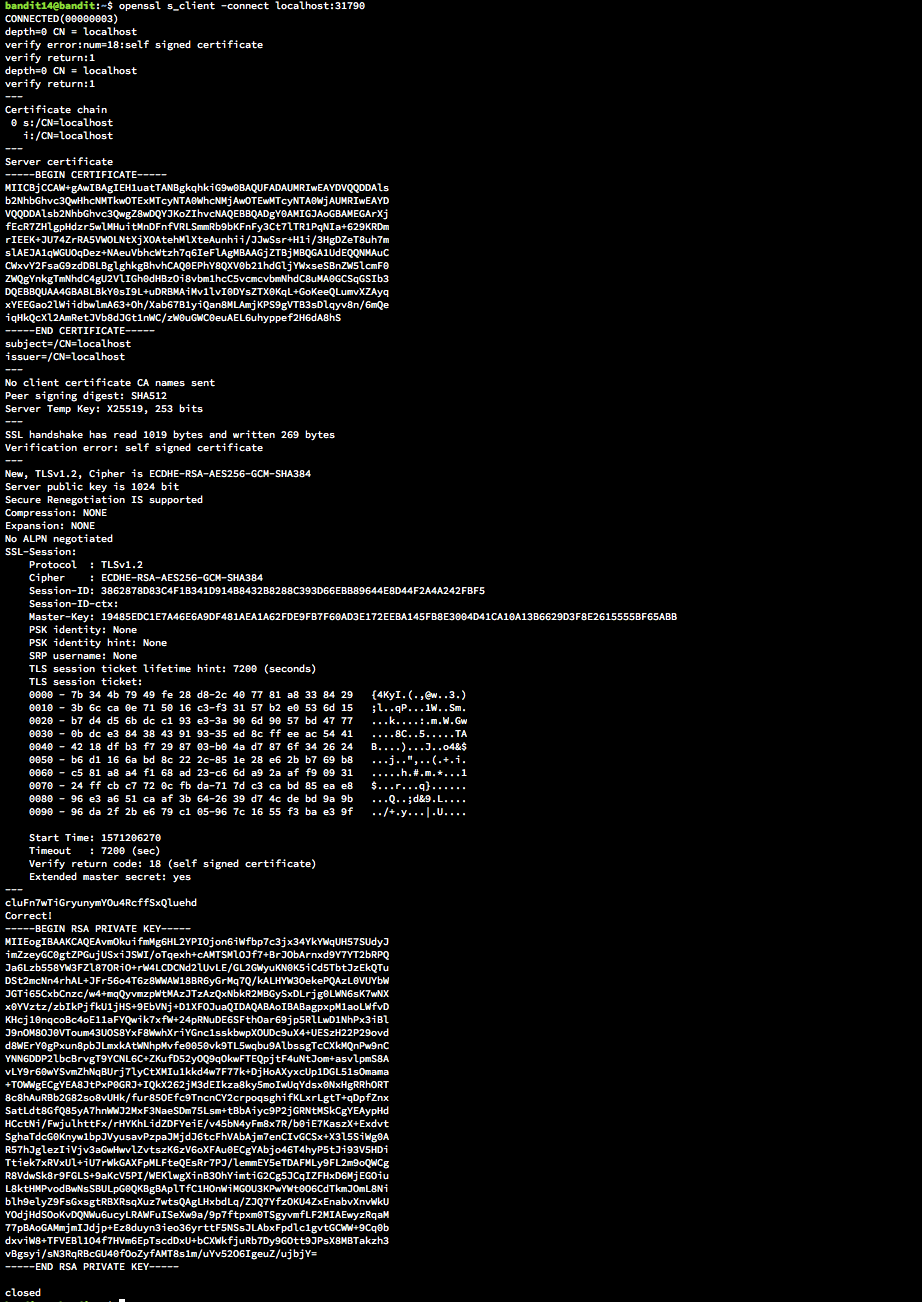 bandit14@bandit:~$ openssl s_client -connect localhost:31790
CONNECTED(00000003)
depth=0 CN = localhost
verify error:num=18:self signed certificate
verify return:1
depth=0 CN = localhost
verify return:1
---
Certificate chain
 0 s:/CN=localhost
   i:/CN=localhost
---
Server certificate
-----BEGIN CERTIFICATE-----
MIICBjCCAW+gAwIBAgIEH1uatTANBgkqhkiG9w0BAQUFADAUMRIwEAYDVQQDDAls
b2NhbGhvc3QwHhcNMTkwOTExMTcyNTA0WhcNMjAwOTEwMTcyNTA0WjAUMRIwEAYD
VQQDDAlsb2NhbGhvc3QwgZ8wDQYJKoZIhvcNAQEBBQADgY0AMIGJAoGBAMEGArXj
fEcR7ZHlgpHdzr5wlMHuitMnDFnfVRLSmmRb9bKFnFy3Ct7lTR1PqNIa+629KRDm
rIEEK+JU74ZrRA5VWOLNtXjXOAtehMlXteAunhii/JJwSsr+H1i/3HgDZeT8uh7m
slAEJA1qWGUOqDez+NAeuVbhcWtzh7q6IeFlAgMBAAGjZTBjMBQGA1UdEQQNMAuC
CWxvY2FsaG9zdDBLBglghkgBhvhCAQ0EPhY8QXV0b21hdGljYWxseSBnZW5lcmF0
ZWQgYnkgTmNhdC4gU2VlIGh0dHBzOi8vbm1hcC5vcmcvbmNhdC8uMA0GCSqGSIb3
DQEBBQUAA4GBABLBkY0sI9L+uDRBMAiMv1lvI0DYsZTX0KqL+GoKeeQLumvXZAyq
xYEEGao2lWiidbwlmA63+Oh/Xab67B1yiQan8MLAmjKPS9gVTB3sDlqyv8n/6mQe
iqHkQcXl2AmRetJVb8dJGt1nWC/zW0uGWC0euAEL6uhyppef2H6dA8hS
-----END CERTIFICATE-----
subject=/CN=localhost
issuer=/CN=localhost
---
No client certificate CA names sent
Peer signing digest: SHA512
Server Temp Key: X25519, 253 bits
---
SSL handshake has read 1019 bytes and written 269 bytes
Verification error: self signed certificate
---
New, TLSv1.2, Cipher is ECDHE-RSA-AES256-GCM-SHA384
Server public key is 1024 bit
Secure Renegotiation IS supported
Compression: NONE
Expansion: NONE
No ALPN negotiated
SSL-Session:
    Protocol  : TLSv1.2
    Cipher    : ECDHE-RSA-AES256-GCM-SHA384
    Session-ID: 3862878D83C4F1B341D914B8432B8288C393D66EBB89644E8D44F2A4A242FBF5
    Session-ID-ctx:
    Master-Key: 19485EDC1E7A46E6A9DF481AEA1A62FDE9FB7F60AD3E172EEBA145FB8E3004D41CA10A13B6629D3F8E2615555BF65ABB
    PSK identity: None
    PSK identity hint: None
    SRP username: None
    TLS session ticket lifetime hint: 7200 (seconds)
    TLS session ticket:
    0000 - 7b 34 4b 79 49 fe 28 d8-2c 40 77 81 a8 33 84 29   {4KyI.(.,@w..3.)
    0010 - 3b 6c ca 0e 71 50 16 c3-f3 31 57 b2 e0 53 6d 15   ;l..qP...1W..Sm.
    0020 - b7 d4 d5 6b dc c1 93 e3-3a 90 6d 90 57 bd 47 77   ...k....:.m.W.Gw
    0030 - 0b dc e3 84 38 43 91 93-35 ed 8c ff ee ac 54 41   ....8C..5.....TA
    0040 - 42 18 df b3 f7 29 87 03-b0 4a d7 87 6f 34 26 24   B....)...J..o4&$
    0050 - b6 d1 16 6a bd 8c 22 2c-85 1e 28 e6 2b b7 69 b8   ...j..",..(.+.i.
    0060 - c5 81 a8 a4 f1 68 ad 23-c6 6d a9 2a af f9 09 31   .....h.#.m.*...1
    0070 - 24 ff cb c7 72 0c fb da-71 7d c3 ca bd 85 ea e8   $...r...q}......
    0080 - 96 e3 a6 51 ca af 3b 64-26 39 d7 4c de bd 9a 9b   ...Q..;d&9.L....
    0090 - 96 da 2f 2b e6 79 c1 05-96 7c 16 55 f3 ba e3 9f   ../+.y...|.U....

    Start Time: 1571206270
    Timeout   : 7200 (sec)
    Verify return code: 18 (self signed certificate)
    Extended master secret: yes
---
cluFn7wTiGryunymYOu4RcffSxQluehd
Correct!
-----BEGIN RSA PRIVATE KEY-----
MIIEogIBAAKCAQEAvmOkuifmMg6HL2YPIOjon6iWfbp7c3jx34YkYWqUH57SUdyJ
imZzeyGC0gtZPGujUSxiJSWI/oTqexh+cAMTSMlOJf7+BrJObArnxd9Y7YT2bRPQ
Ja6Lzb558YW3FZl87ORiO+rW4LCDCNd2lUvLE/GL2GWyuKN0K5iCd5TbtJzEkQTu
DSt2mcNn4rhAL+JFr56o4T6z8WWAW18BR6yGrMq7Q/kALHYW3OekePQAzL0VUYbW
JGTi65CxbCnzc/w4+mqQyvmzpWtMAzJTzAzQxNbkR2MBGySxDLrjg0LWN6sK7wNX
x0YVztz/zbIkPjfkU1jHS+9EbVNj+D1XFOJuaQIDAQABAoIBABagpxpM1aoLWfvD
KHcj10nqcoBc4oE11aFYQwik7xfW+24pRNuDE6SFthOar69jp5RlLwD1NhPx3iBl
J9nOM8OJ0VToum43UOS8YxF8WwhXriYGnc1sskbwpXOUDc9uX4+UESzH22P29ovd
d8WErY0gPxun8pbJLmxkAtWNhpMvfe0050vk9TL5wqbu9AlbssgTcCXkMQnPw9nC
YNN6DDP2lbcBrvgT9YCNL6C+ZKufD52yOQ9qOkwFTEQpjtF4uNtJom+asvlpmS8A
vLY9r60wYSvmZhNqBUrj7lyCtXMIu1kkd4w7F77k+DjHoAXyxcUp1DGL51sOmama
+TOWWgECgYEA8JtPxP0GRJ+IQkX262jM3dEIkza8ky5moIwUqYdsx0NxHgRRhORT
8c8hAuRBb2G82so8vUHk/fur85OEfc9TncnCY2crpoqsghifKLxrLgtT+qDpfZnx
SatLdt8GfQ85yA7hnWWJ2MxF3NaeSDm75Lsm+tBbAiyc9P2jGRNtMSkCgYEAypHd
HCctNi/FwjulhttFx/rHYKhLidZDFYeiE/v45bN4yFm8x7R/b0iE7KaszX+Exdvt
SghaTdcG0Knyw1bpJVyusavPzpaJMjdJ6tcFhVAbAjm7enCIvGCSx+X3l5SiWg0A
R57hJglezIiVjv3aGwHwvlZvtszK6zV6oXFAu0ECgYAbjo46T4hyP5tJi93V5HDi
Ttiek7xRVxUl+iU7rWkGAXFpMLFteQEsRr7PJ/lemmEY5eTDAFMLy9FL2m9oQWCg
R8VdwSk8r9FGLS+9aKcV5PI/WEKlwgXinB3OhYimtiG2Cg5JCqIZFHxD6MjEGOiu
L8ktHMPvodBwNsSBULpG0QKBgBAplTfC1HOnWiMGOU3KPwYWt0O6CdTkmJOmL8Ni
blh9elyZ9FsGxsgtRBXRsqXuz7wtsQAgLHxbdLq/ZJQ7YfzOKU4ZxEnabvXnvWkU
YOdjHdSOoKvDQNWu6ucyLRAWFuISeXw9a/9p7ftpxm0TSgyvmfLF2MIAEwyzRqaM
77pBAoGAMmjmIJdjp+Ez8duyn3ieo36yrttF5NSsJLAbxFpdlc1gvtGCWW+9Cq0b
dxviW8+TFVEBl1O4f7HVm6EpTscdDxU+bCXWkfjuRb7Dy9GOtt9JPsX8MBTakzh3
vBgsyi/sN3RqRBcGU40fOoZyfAMT8s1m/uYv52O6IgeuZ/ujbjY=
-----END RSA PRIVATE KEY-----

closed